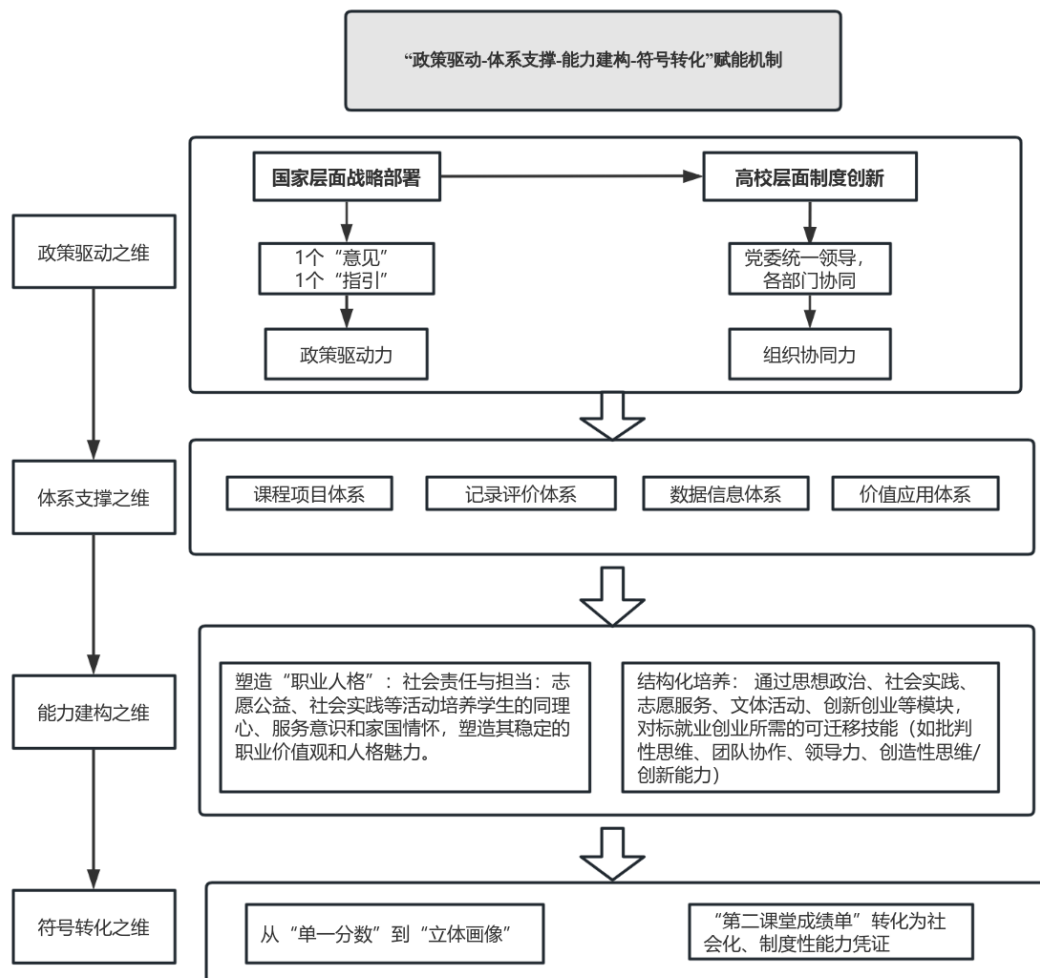 “政策驱动-体系支撑-能力建构-符号转化”赋能机制
国家层面战略部署
高校层面制度创新
政策驱动之维
1个“意见”
1个“指引”
党委统一领导，
各部门协同
政策驱动力
组织协同力
体系支撑之维
课程项目体系
记录评价体系
数据信息体系
价值应用体系
能力建构之维
塑造“职业人格”：社会责任与担当：志
愿公益、社会实践等活动培养学生的同理
心、服务意识和家国情怀，塑造其稳定的
职业价值观和人格魅力。
结构化培养： 通过思想政治、社会实践、
志愿服务、文体活动、创新创业等模块，
对标就业创业所需的可迁移技能（如批判
性思维、团队协作、领导力、创造性思维/
创新能力）
符号转化之维
从“单一分数”到“立体画像”
“第二课堂成绩单”转化为社
会化、制度性能力凭证